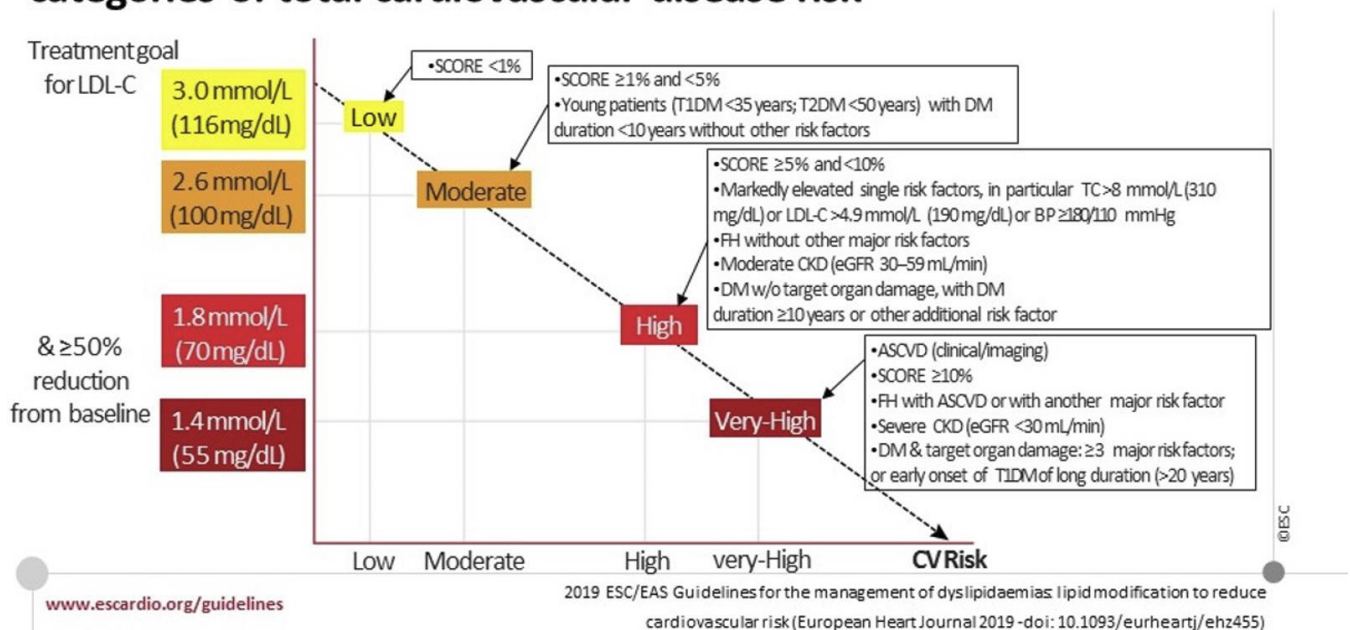 categories of total cardiovascular disease risk
Treatment goal
for LDL-C
3.0 mmol/L
(116mg/dL)
2.6 mmol/L
(100mg/dL)
1.8 mmol/L
(70mg/dL)
& ≥50%
reduction
from baseline
1.4 mmol/L
(55 mg/dL)
Low
•SCORE <1%
Moderate
•SCORE ≥1% and <5%
•Young patients (T1DM <35 years; T2DM <50 years) with DM
duration <10 years without other risk factors
High
•SCORE ≥5% and <10%
•Markedly elevated single risk factors, in particular TC >8 mmol/L (310
mg/dL) or LDL-C >4.9 mmol/L (190 mg/dL) or BP ≥180/110 mmHg
•FH without other major risk factors
•Moderate CKD (eGFR 30–59 mL/min)
•DM w/o target organ damage, with DM
duration ≥10 years or other additional risk factor
Very-High
•ASCVD (clinical/imaging)
•SCORE ≥10%
•FH with ASCVD or with another major risk factor
•Severe CKD (eGFR <30 mL/min)
•DM & target organ damage: ≥3 major risk factors;
or early onset of T1DM of long duration (>20 years)
Low Moderate High very-High CV Risk
©ESC
www.escardio.org/guidelines
2019 ESC/EAS Guidelines for the management of dyslipidaemias: lipid modification to reduce
cardiovascular risk (European Heart Journal 2019 -doi: 10.1093/eurheartj/ehz455)